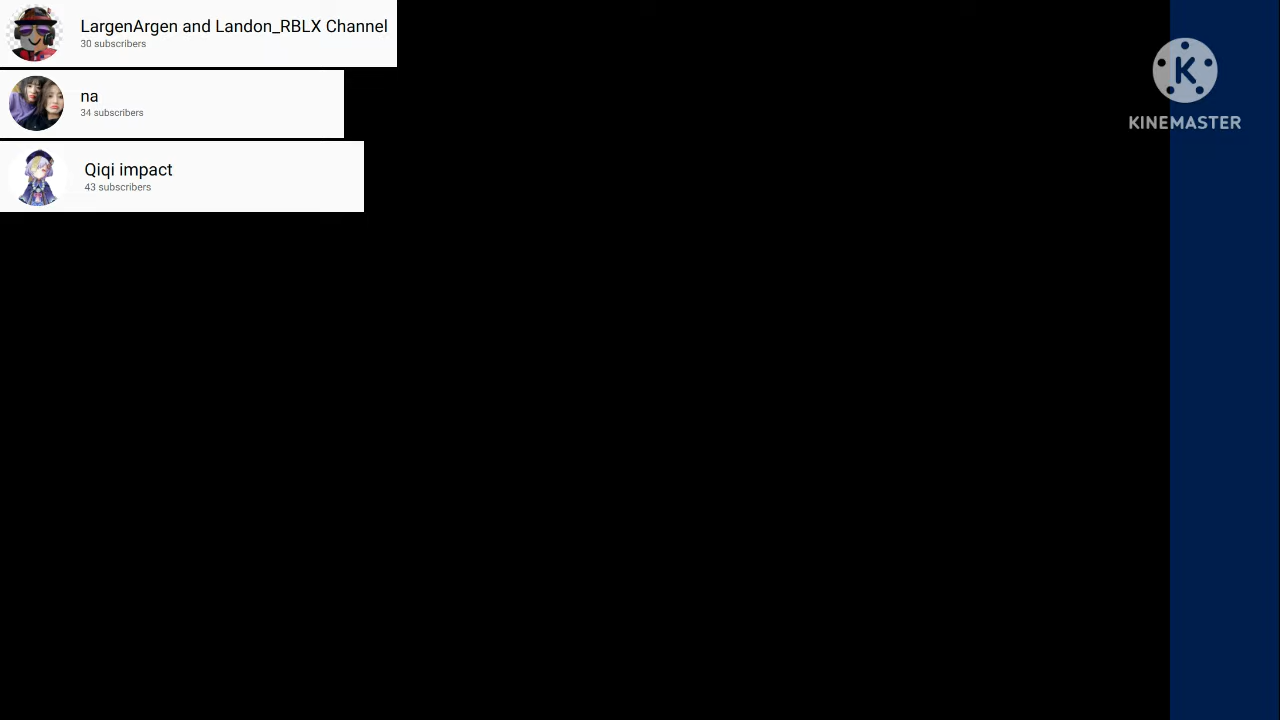 LargenArgen and Landon_RBLX Channel
30 subscribers
na
34 subscribers
Qiqi impact
43 subscribers
K
KINEMASTER